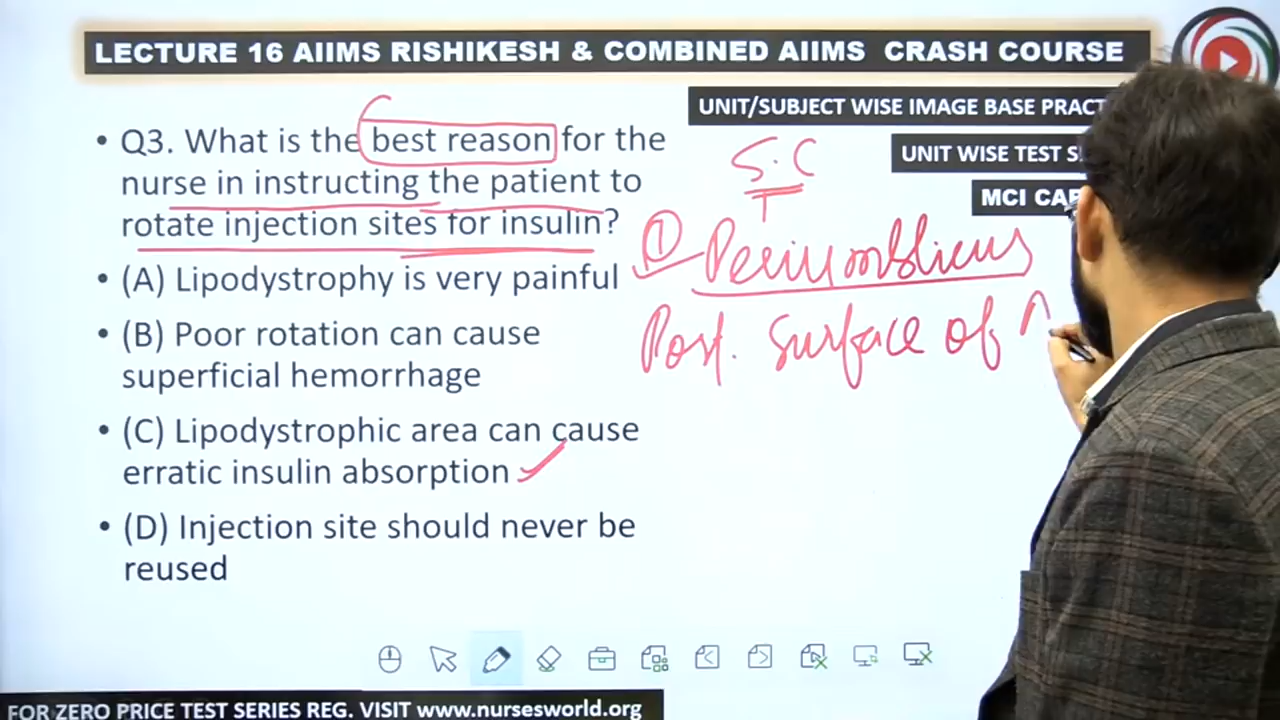 LECTURE 16 AIIMS RISHIKESH & COMBINED AIIMS CRASH COURSE
UNIT/SUBJECT WISE IMAGE BASE
UNIT WISE TEST
MCI
• Q3. What is the best reason for the
nurse in instructing the patient to
rotate injection sites for insulin?
• (A) Lipodystrophy is very painful
• (B) Poor rotation can cause
superficial hemorrhage
• (C) Lipodystrophic area can cause
erratic insulin absorption
• (D) Injection site should never be
reused
S.C
① Periumblicus
Post. Surface of
FOR ZERO PRICE TEST SERIES REG. VISIT www.nursesworld.org